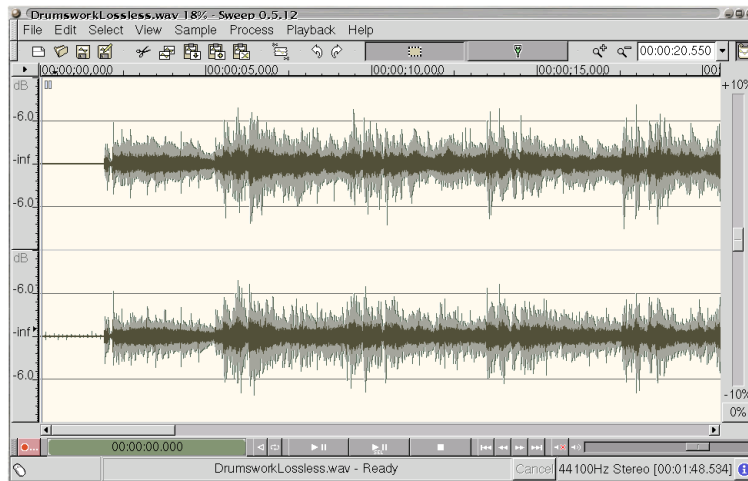 DrumsworkLossless.wav 18% - Sweep 0.5.12
File Edit Select View Sample Process Playback Help
00:00:20.550
00:00:00.000 00:00:05.000 00:00:10.000 00:00:15.000 00:
dB
-6.0
-inf
-6.0
+10%
dB
-6.0
-inf
-6.0
-10%
0%
00:00:00.000
DrumsworkLossless.wav - Ready
Cancel
44100Hz Stereo [00:01:48.534]